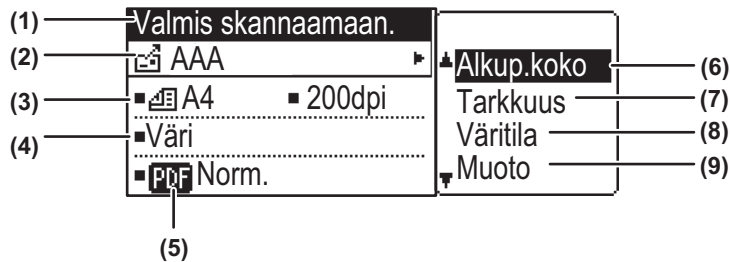 (1) Valmis skannaamaan.
(2) AAA
(3) A4 200dpi
(4) Väri
PDF Norm.
(5)
Alkup.koko (6)
Tarkkuus (7)
Väritila (8)
Muoto (9)